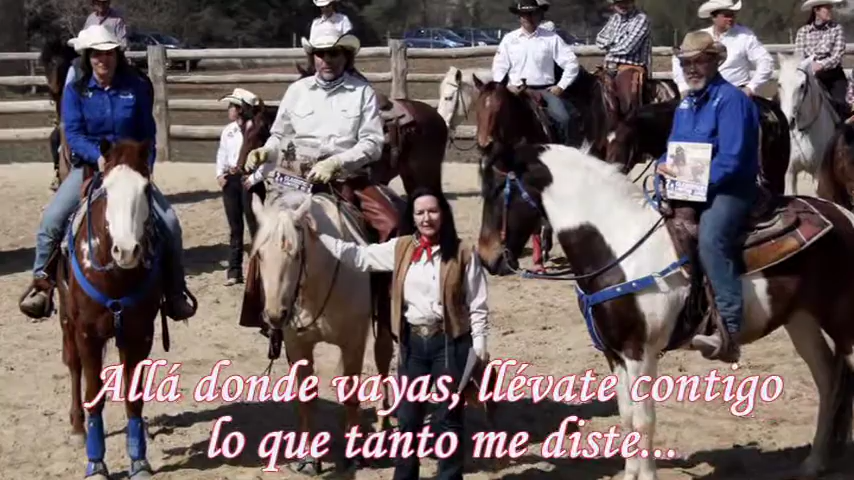 Allá donde vayas, llévate contigo
lo que tanto me diste...